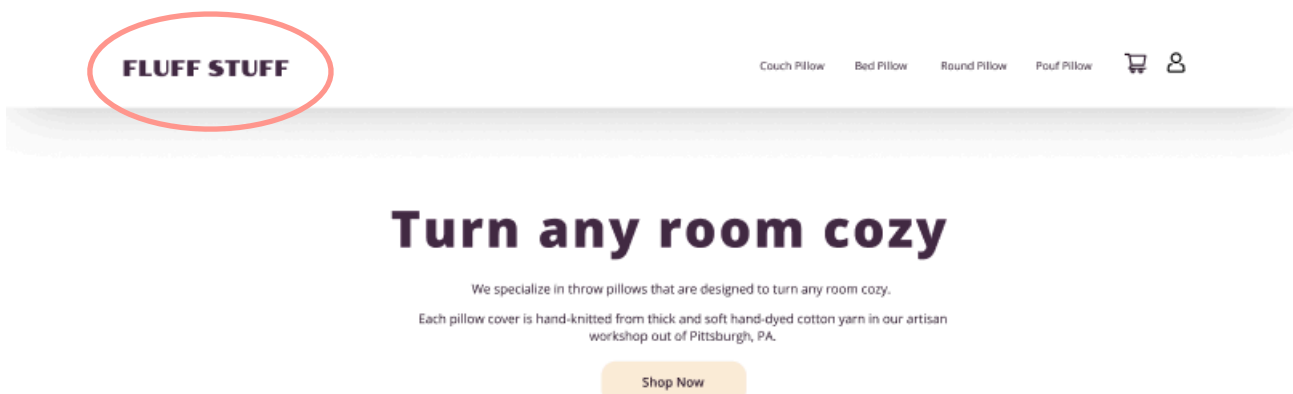 FLUFF STUFF
Couch Pillow Bed Pillow Round Pillow Pouf Pillow
Turn any room cozy
We specialize in throw pillows that are designed to turn any room cozy.
Each pillow cover is hand-knitted from thick and soft hand-dyed cotton yarn in our artisan
workshop out of Pittsburgh, PA.
Shop Now